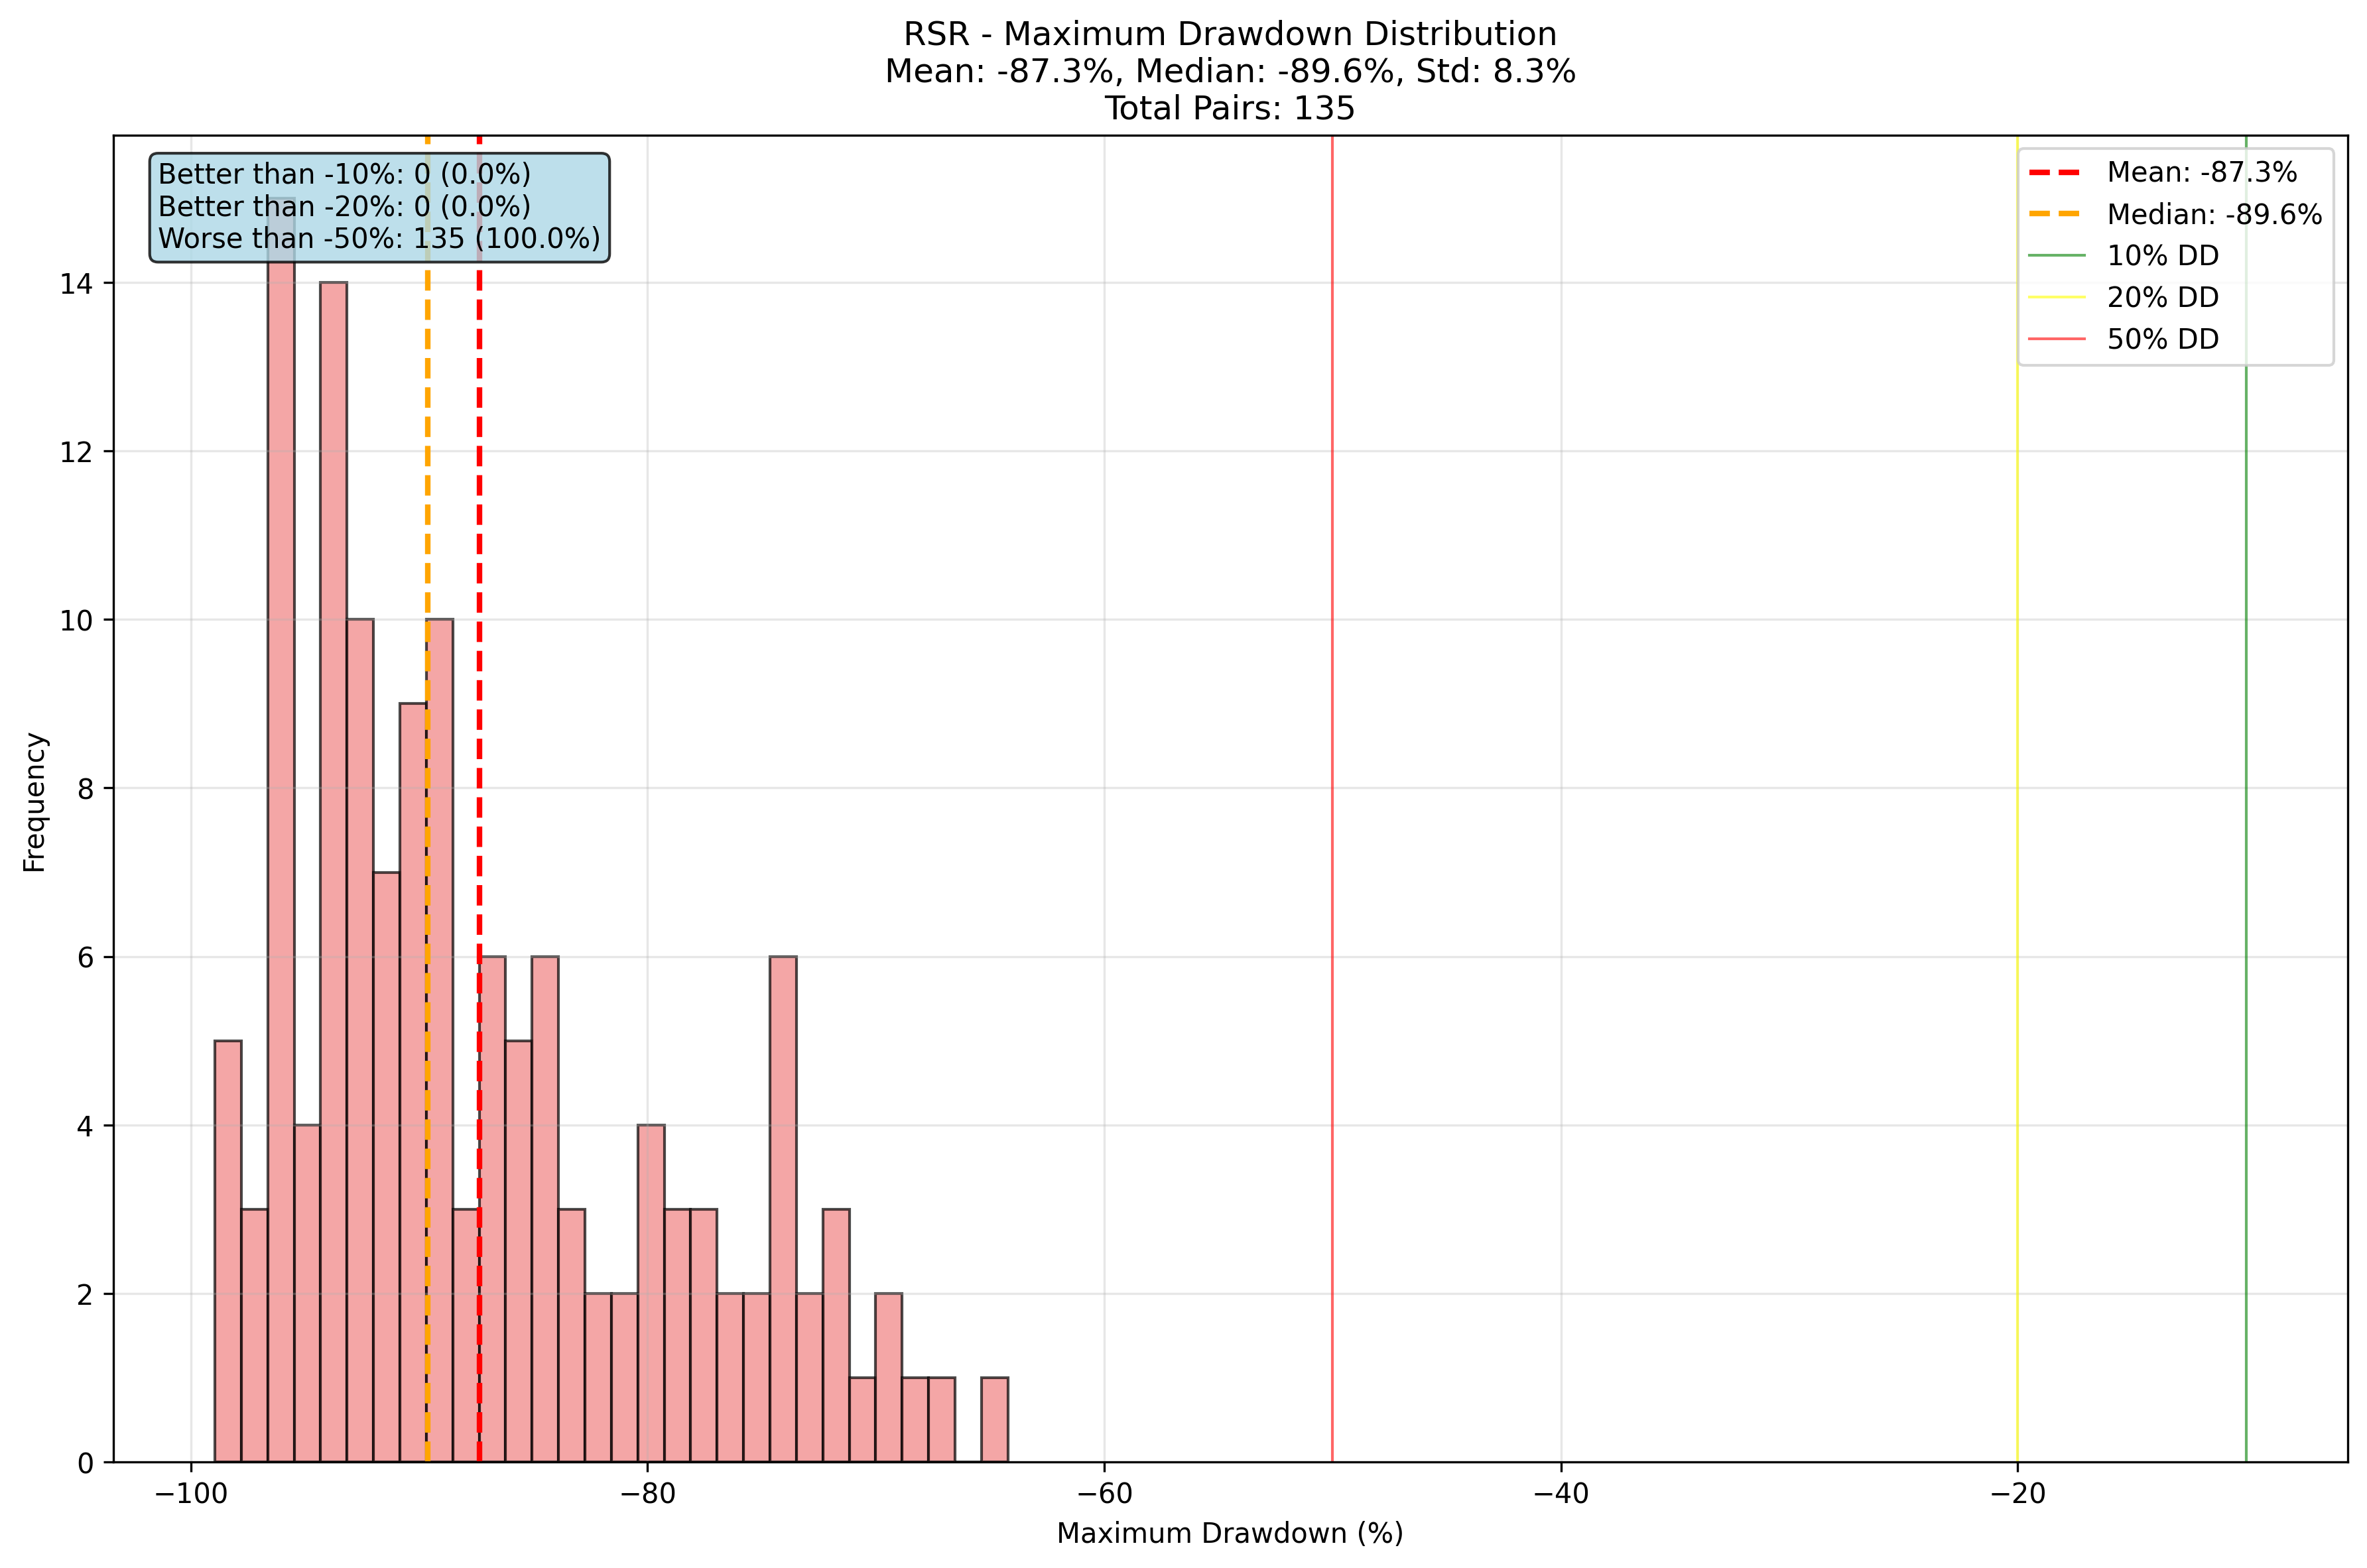 RSR - Maximum Drawdown Distribution
Mean: -87.3%, Median: -89.6%, Std: 8.3%
Total Pairs: 135
Better than -10%: 0 (0.0%)
Better than -20%: 0 (0.0%)
Worse than -50%: 135 (100.0%)
Mean: -87.3%
Median: -89.6%
10% DD
20% DD
50% DD
Frequency
14
12
10
8
6
4
2
0
−100
−80
−60
−40
−20
Maximum Drawdown (%)